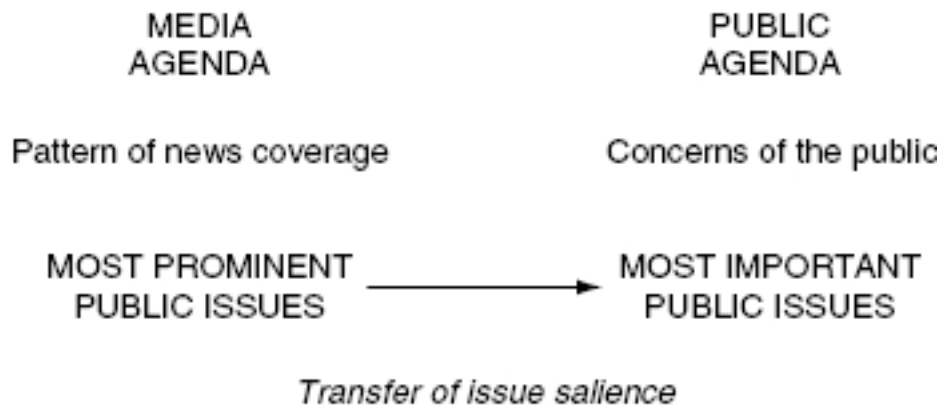 MEDIA
AGENDA
PUBLIC
AGENDA
Pattern of news coverage
Concerns of the public
MOST PROMINENT
PUBLIC ISSUES
MOST IMPORTANT
PUBLIC ISSUES
Transfer of issue salience